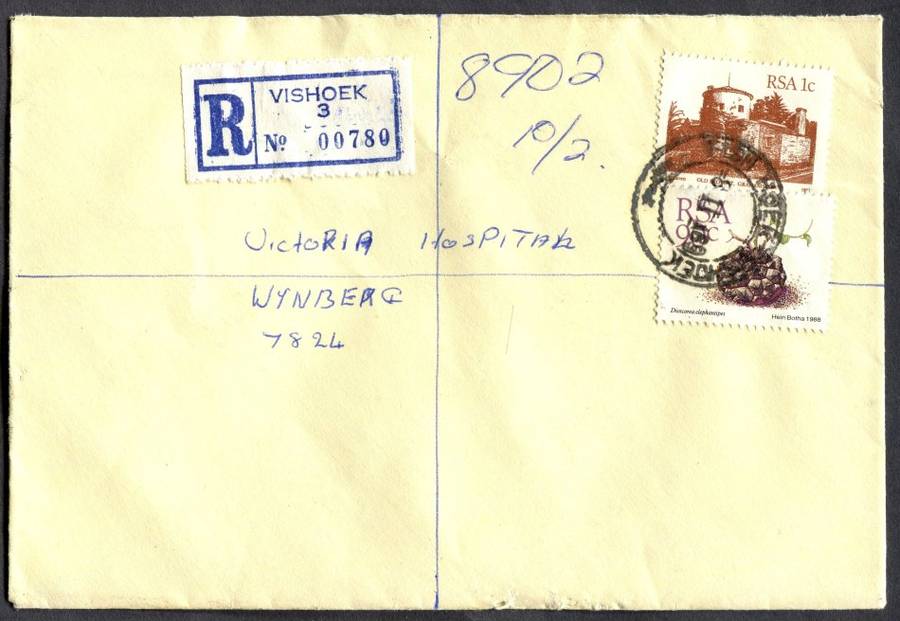 R
VISHOEK
3
No 00780
8902
10/2.
RSA 1c
RSA
Dioscorea elephantipes
Hein Botha 1988
VICTORIA HOSPITAL
WYNBERG
7824